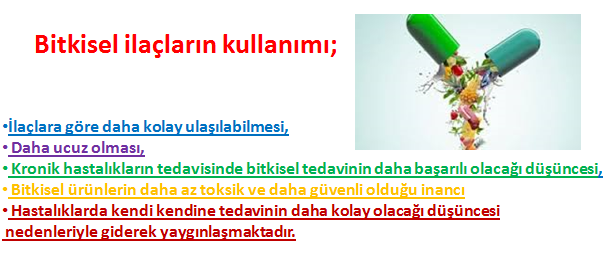 Bitkisel ilaçların kullanımı;
•İlaçlara göre daha kolay ulaşılabilmesi,
• Daha ucuz olması,
• Kronik hastalıkların tedavisinde bitkisel tedavinin daha başarılı olacağı düşüncesi,
• Bitkisel ürünlerin daha az toksik ve daha güvenli olduğu inancı
• Hastalıklarda kendi kendine tedavinin daha kolay olacağı düşüncesi
nedenleriyle giderek yaygınlaşmaktadır.